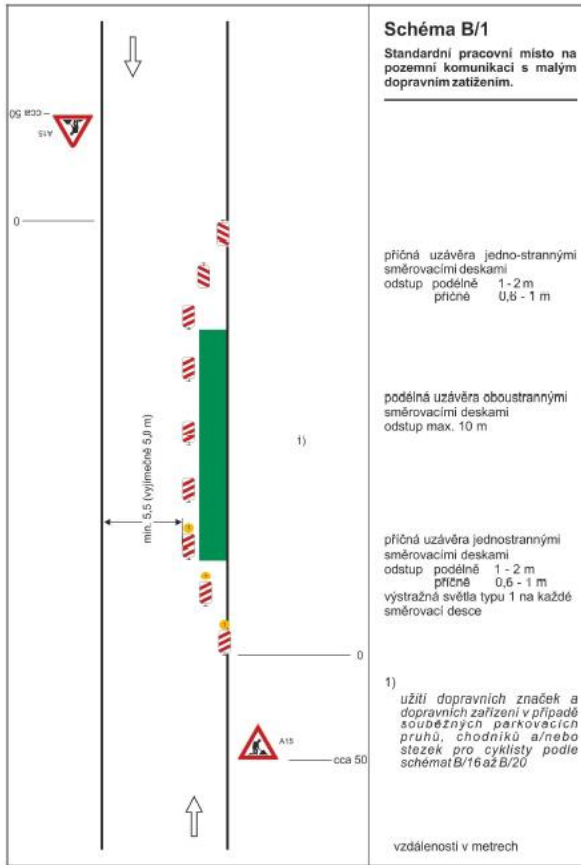 Schéma B/1
Standardní pracovní místo na
pozemní komunikaci s malým
dopravním zatížením.
cca 50
A15
0
příčná uzávěra jedno-strannými
směrovacími deskami
odstup podélně 1 - 2 m
příčně 0,6 - 1 m
podélná uzávěra oboustrannými
směrovacími deskami
odstup max. 10 m
1)
min. 5,5 (vyjímečně 5,0 m)
příčná uzávěra jednostrannými
směrovacími deskami
odstup podélně 1 - 2 m
příčně 0,6 - 1 m
výstražná světla typu 1 na každé
směrovací desce
0
1)
užití dopravních značek a
dopravních zařízení v případě
souběžných parkovacích
pruhů, chodníků a/nebo
stezek pro cyklisty podle
schémat B/16 až B/20
A15
cca 50
vzdálenosti v metrech